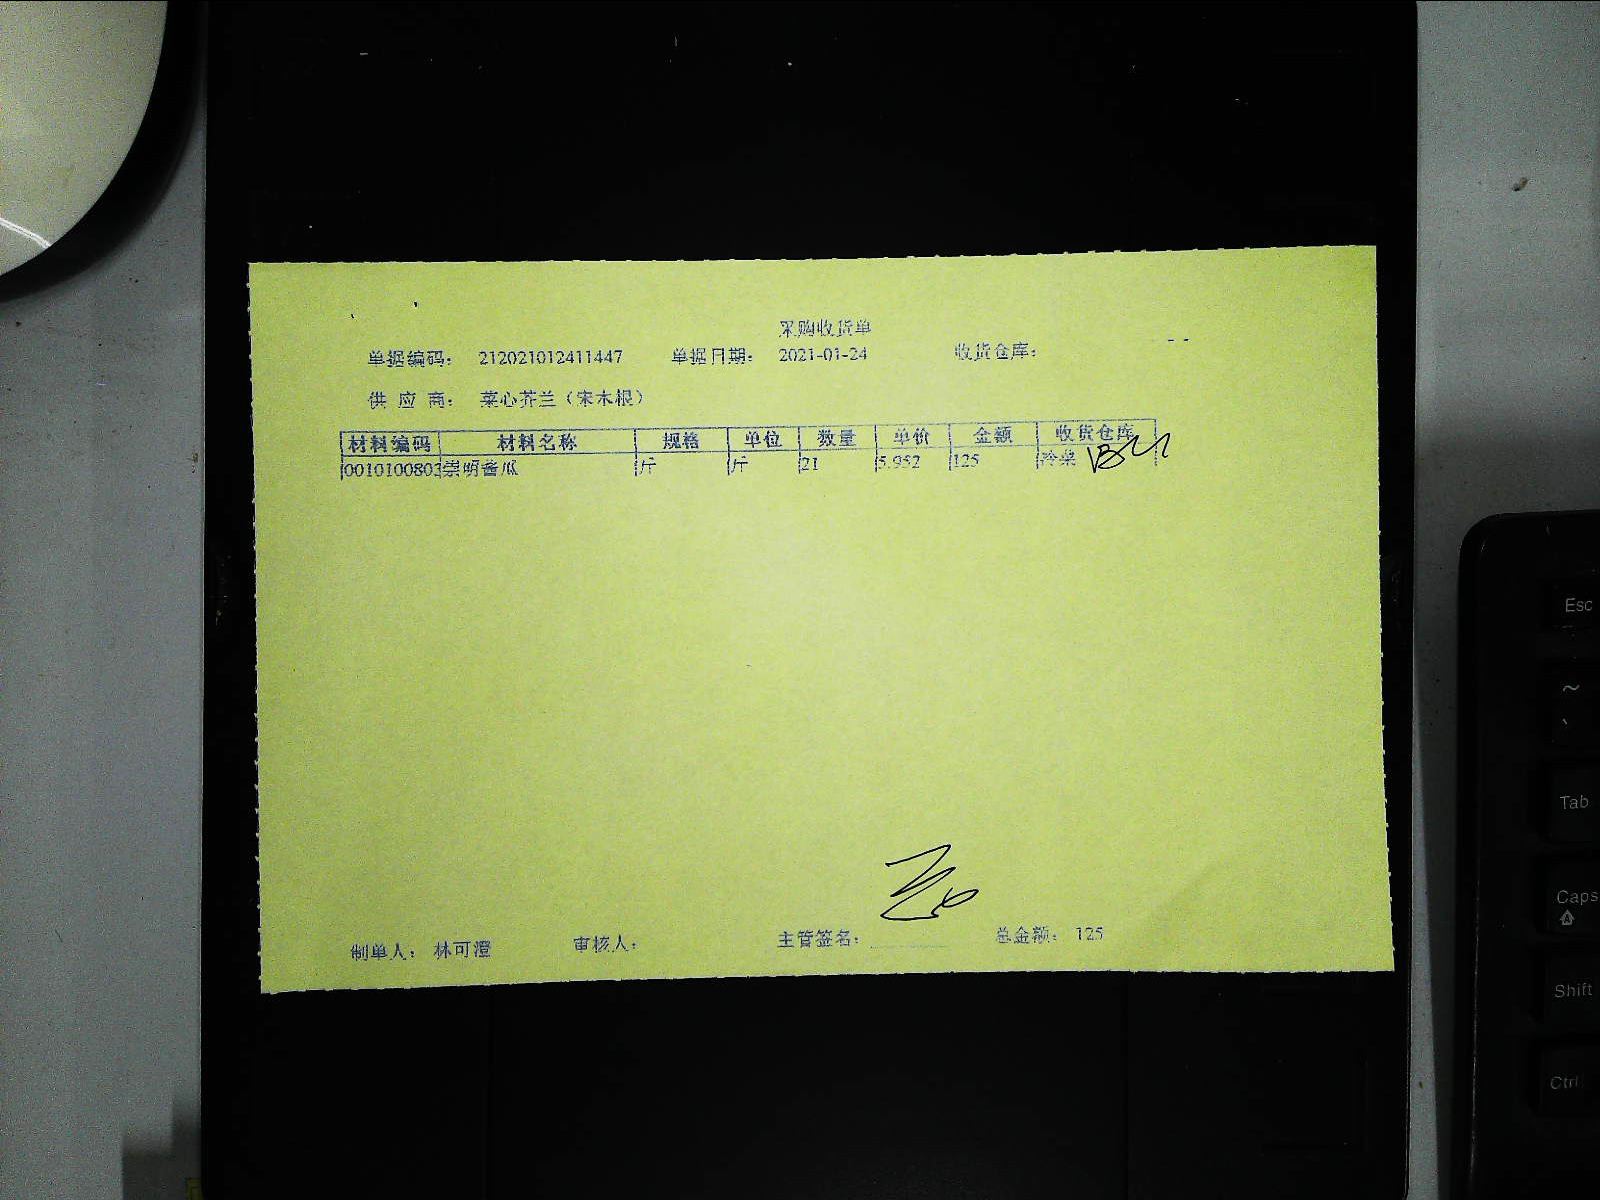 采购收货单
单据编码: 212021012411447 单据日期: 2021-01-24 收货仓库:
供 应 商: 菜心芥兰（宋木根）
材料编码 材料名称 规格 单位 数量 单价 金额 收货仓库
0010100803 崇明酱瓜 斤 斤 21 5.952 125 冷菜
制单人: 林可澄 审核人: 主管签名: 总金额: 125
Esc
~
`
Tab
Caps
Shift
Ctrl